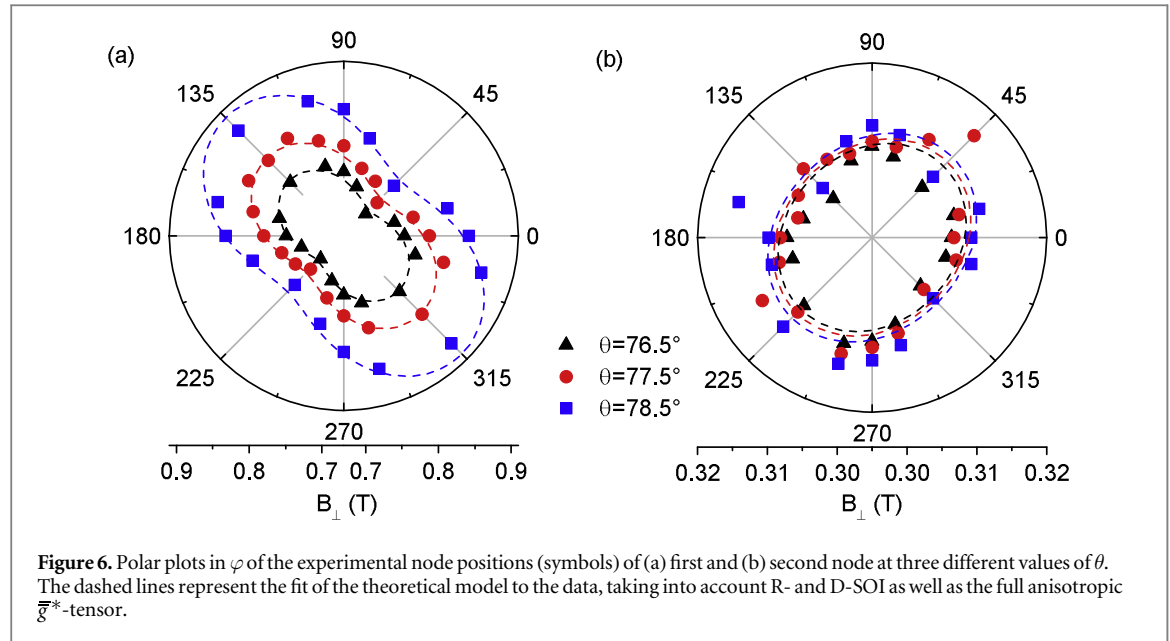 (a)
90
135
45
180
0
225
315
270
0.9 0.8 0.7 0.7 0.8 0.9
B⊥ (T)
θ=76.5°
θ=77.5°
θ=78.5°
(b)
90
135
45
180
0
225
315
270
0.32 0.31 0.30 0.30 0.31 0.32
B⊥ (T)
Figure 6. Polar plots in φ of the experimental node positions (symbols) of (a) first and (b) second node at three different values of θ.
The dashed lines represent the fit of the theoretical model to the data, taking into account R- and D-SOI as well as the full anisotropic
g̿*-tensor.